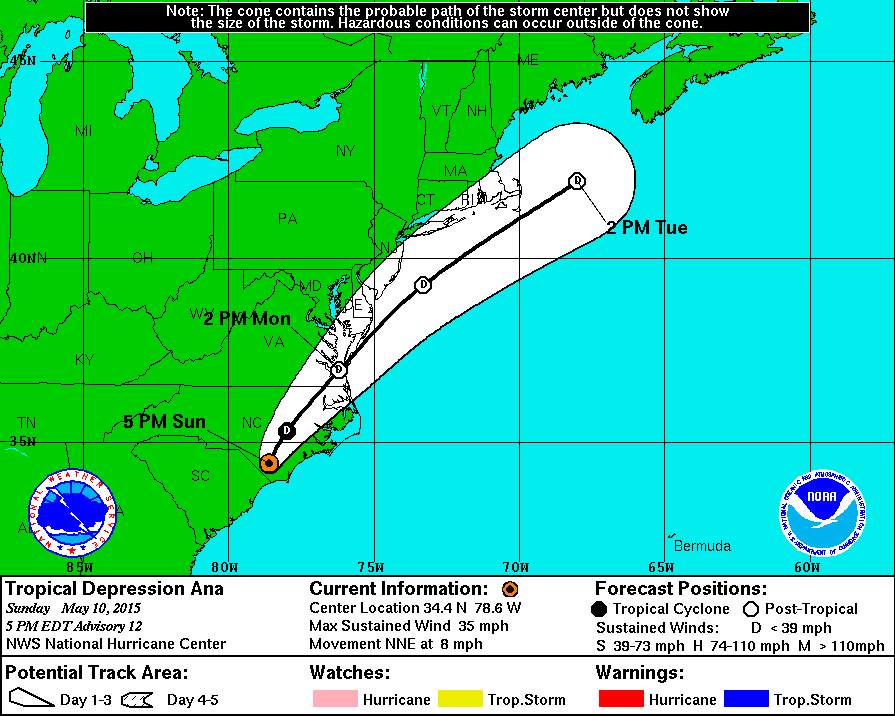 Note: The cone contains the probable path of the storm center but does not show
the size of the storm. Hazardous conditions can occur outside of the cone.
45N
ME
VT
NH
MI
NY
MA
CT
RI
PA
2 PM Tue
NJ
40N
OH
MD
DE
WV
2 PM Mon
VA
KY
5 PM Sun
NC
TN
35N
SC
NATIONAL WEATHER SERVICE
NOAA
Bermuda
85W
80W
75W
70W
65W
60W
Tropical Depression Ana
Sunday May 10, 2015
5 PM EDT Advisory 12
NWS National Hurricane Center
Current Information:
Center Location 34.4 N 78.6 W
Max Sustained Wind 35 mph
Movement NNE at 8 mph
Forecast Positions:
Tropical Cyclone Post-Tropical
Sustained Winds: D < 39 mph
S 39-73 mph H 74-110 mph M > 110mph
Potential Track Area:
Day 1-3 Day 4-5
Watches:
Hurricane Trop.Storm
Warnings:
Hurricane Trop.Storm